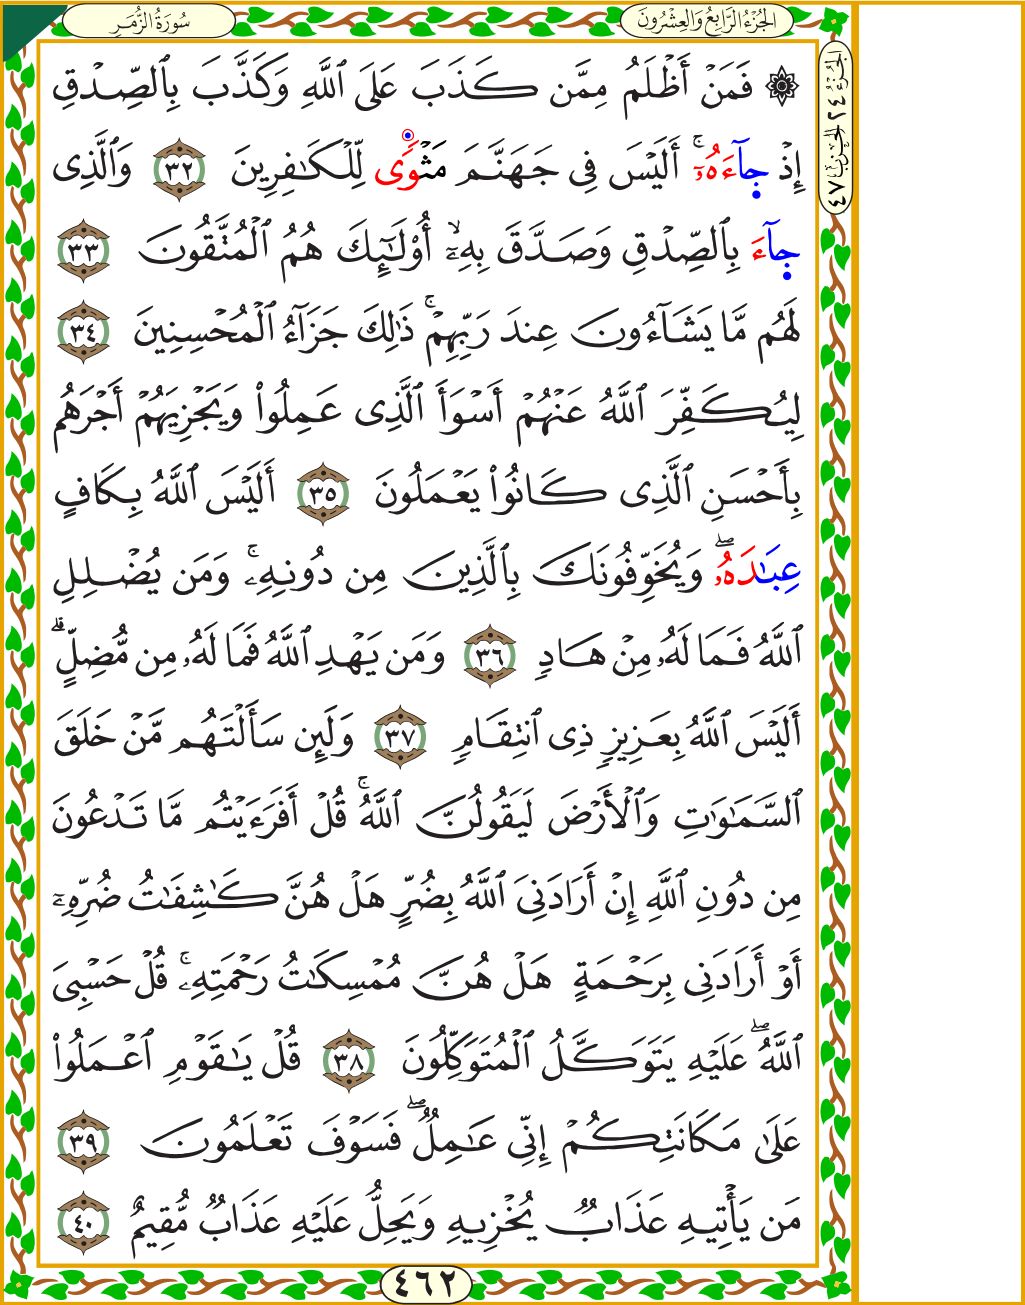 الجُزْءُ الرَّابِعُ وَالعِشْرُونَ
سُورَةُ الزُّمَرِ
الجزء ٢٤ الحزب ٤٧
۞ فَمَنْ أَظْلَمُ مِمَّن كَذَبَ عَلَى ٱللَّهِ وَكَذَّبَ بِٱلصِّدْقِ
إِذْ جآءَهُۥٓۚ أَلَيْسَ فِى جَهَنَّمَ مَثْوًى لِّلْكَـٰفِرِينَ ٣٢ وَٱلَّذِى
جآءَ بِٱلصِّدْقِ وَصَدَّقَ بِهِۦٓۙ أُو۟لَـٰٓئِكَ هُمُ ٱلْمُتَّقُونَ ٣٣
لَهُم مَّا يَشَآءُونَ عِندَ رَبِّهِمْۚ ذَٰلِكَ جَزَآءُ ٱلْمُحْسِنِينَ ٣٤
لِيُكَفِّرَ ٱللَّهُ عَنْهُمْ أَسْوَأَ ٱلَّذِى عَمِلُوا۟ وَيَجْزِيَهُمْ أَجْرَهُم
بِأَحْسَنِ ٱلَّذِى كَانُوا۟ يَعْمَلُونَ ٣٥ أَلَيْسَ ٱللَّهُ بِكَافٍ
عِبَـٰدَهُۥۖ وَيُخَوِّفُونَكَ بِٱلَّذِينَ مِن دُونِهِۦۚ وَمَن يُضْلِلِ
ٱللَّهُ فَمَا لَهُۥ مِنْ هَادٍ ٣٦ وَمَن يَهْدِ ٱللَّهُ فَمَا لَهُۥ مِن مُّضِلٍّۗ
أَلَيْسَ ٱللَّهُ بِعَزِيزٍ ذِى ٱنتِقَامٍ ٣٧ وَلَئِن سَأَلْتَهُم مَّنْ خَلَقَ
ٱلسَّمَـٰوَٰتِ وَٱلْأَرْضَ لَيَقُولُنَّ ٱللَّهُۚ قُلْ أَفَرَءَيْتُم مَّا تَدْعُونَ
مِن دُونِ ٱللَّهِ إِنْ أَرَادَنِىَ ٱللَّهُ بِضُرٍّ هَلْ هُنَّ كَـٰشِفَـٰتُ ضُرِّهِۦٓ
أَوْ أَرَادَنِى بِرَحْمَةٍ هَلْ هُنَّ مُمْسِكَـٰتُ رَحْمَتِهِۦۚ قُلْ حَسْبِىَ
ٱللَّهُۖ عَلَيْهِ يَتَوَكَّلُ ٱلْمُتَوَكِّلُونَ ٣٨ قُلْ يَـٰقَوْمِ ٱعْمَلُوا۟
عَلَىٰ مَكَانَتِكُمْ إِنِّى عَـٰمِلٌۖ فَسَوْفَ تَعْلَمُونَ ٣٩
مَن يَأْتِيهِ عَذَابٌ يُخْزِيهِ وَيَحِلُّ عَلَيْهِ عَذَابٌ مُّقِيمٌ ٤٠
٤٦٢